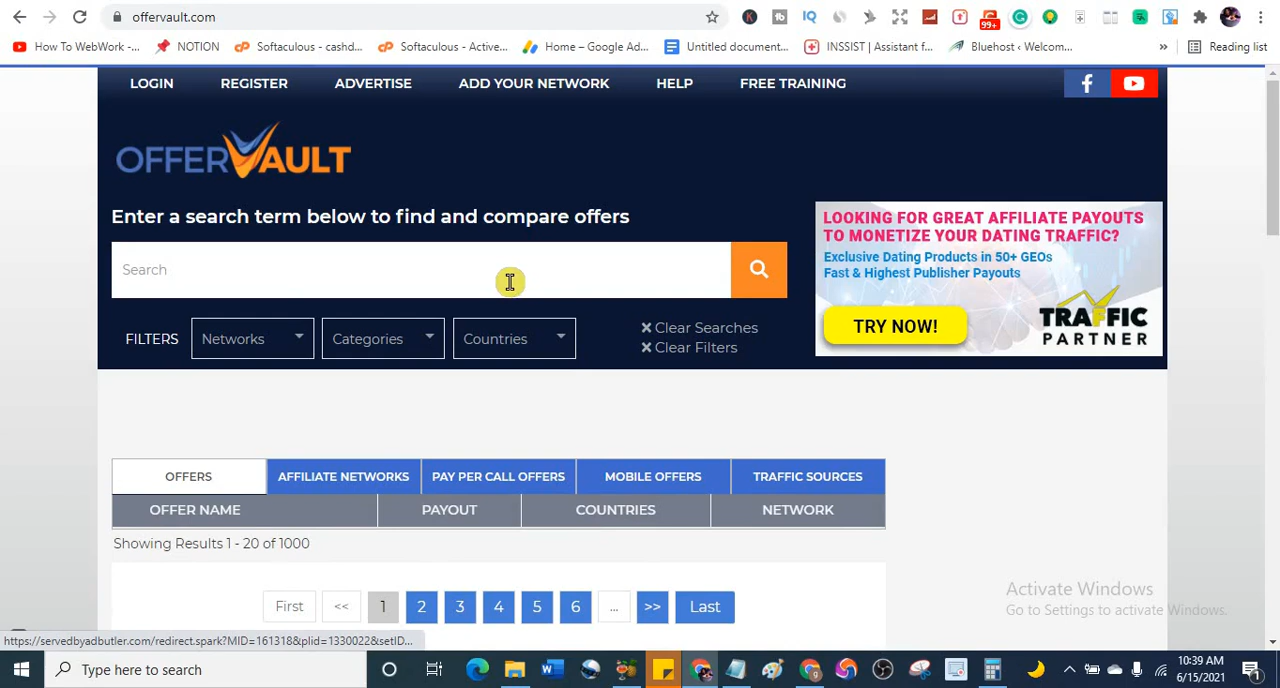 offervault.com
99+
How To WebWork -...
NOTION
Softaculous - cashd...
Softaculous - Active...
Home – Google Ad...
Untitled document...
INSSIST | Assistant f...
Bluehost ‹ Welcom...
»
Reading list
LOGIN
REGISTER
ADVERTISE
ADD YOUR NETWORK
HELP
FREE TRAINING
OFFERVAULT
Enter a search term below to find and compare offers
Search
FILTERS
Networks
Categories
Countries
Clear Searches
Clear Filters
LOOKING FOR GREAT AFFILIATE PAYOUTS
TO MONETIZE YOUR DATING TRAFFIC?
Exclusive Dating Products in 50+ GEOs
Fast & Highest Publisher Payouts
TRY NOW!
TRAFFIC
PARTNER
OFFERS
AFFILIATE NETWORKS
PAY PER CALL OFFERS
MOBILE OFFERS
TRAFFIC SOURCES
OFFER NAME
PAYOUT
COUNTRIES
NETWORK
Showing Results 1 - 20 of 1000
First << 1 2 3 4 5 6 ... >> Last
Activate Windows
Go to Settings to activate Windows.
https://servedbyadbutler.com/redirect.spark?MID=161318&plid=1330022&setID...
Type here to search
10:39 AM
6/15/2021
1